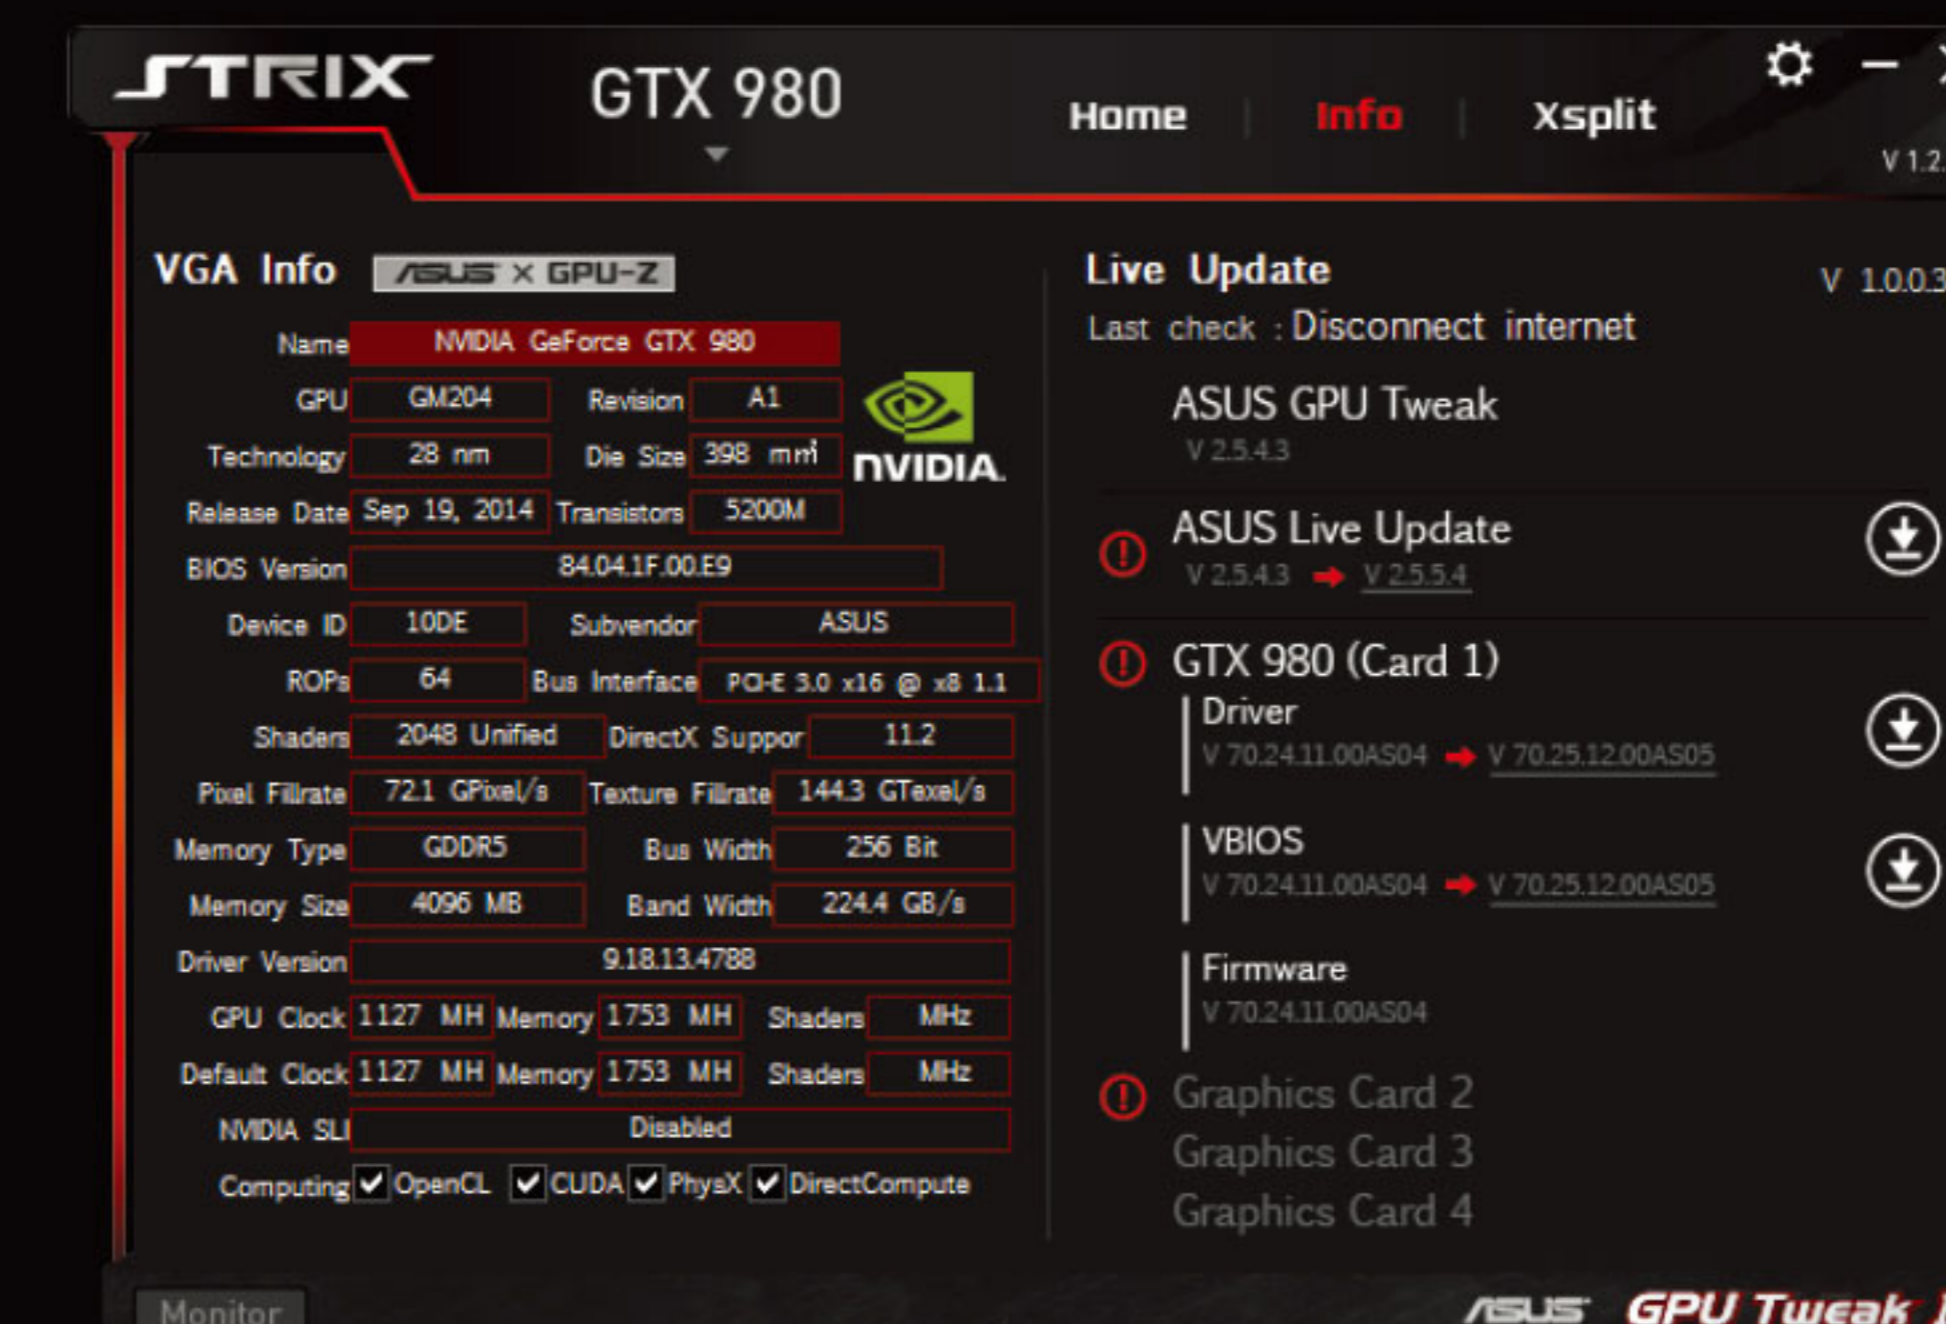 STRIX
GTX 980
Home | Info | Xsplit
V 1.2.
VGA Info
ASUS × GPU-Z
Name NVIDIA GeForce GTX 980
GPU GM204 Revision A1
Technology 28 nm Die Size 398 mm²
NVIDIA.
Release Date Sep 19, 2014 Transistors 5200M
BIOS Version 84.04.1F.00.E9
Device ID 10DE Subvendor ASUS
ROPs 64 Bus Interface PCI-E 3.0 x16 @ x8 1.1
Shaders 2048 Unified DirectX Suppor 11.2
Pixel Fillrate 72.1 GPixel/s Texture Fillrate 144.3 GTexel/s
Memory Type GDDR5 Bus Width 256 Bit
Memory Size 4096 MB Band Width 224.4 GB/s
Driver Version 9.18.13.4788
GPU Clock 1127 MH Memory 1753 MH Shaders MHz
Default Clock 1127 MH Memory 1753 MH Shaders MHz
NVIDIA SLI Disabled
Computing OpenCL CUDA PhysX DirectCompute
Live Update
V 1.0.0.3
Last check : Disconnect internet
ASUS GPU Tweak
V 2.5.4.3
ASUS Live Update
V 2.5.4.3 V 2.5.5.4
GTX 980 (Card 1)
Driver
V 70.24.11.00AS04 V 70.25.12.00AS05
VBIOS
V 70.24.11.00AS04 V 70.25.12.00AS05
Firmware
V 70.24.11.00AS04
Graphics Card 2
Graphics Card 3
Graphics Card 4
Monitor
ASUS GPU Tweak